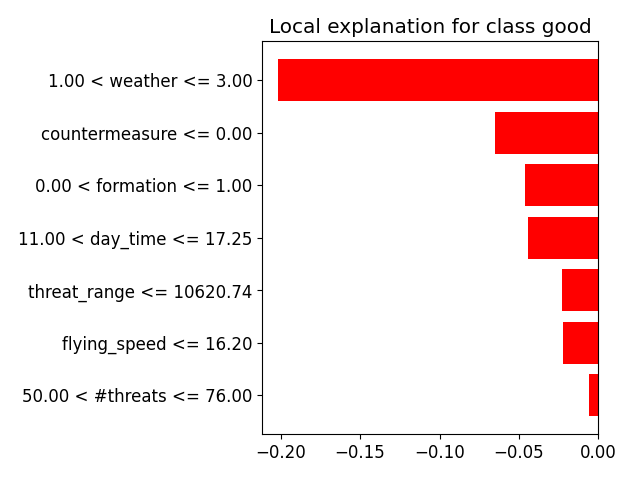 Local explanation for class good
1.00 < weather <= 3.00
countermeasure <= 0.00
0.00 < formation <= 1.00
11.00 < day_time <= 17.25
threat_range <= 10620.74
flying_speed <= 16.20
50.00 < #threats <= 76.00
−0.20 −0.15 −0.10 −0.05 0.00